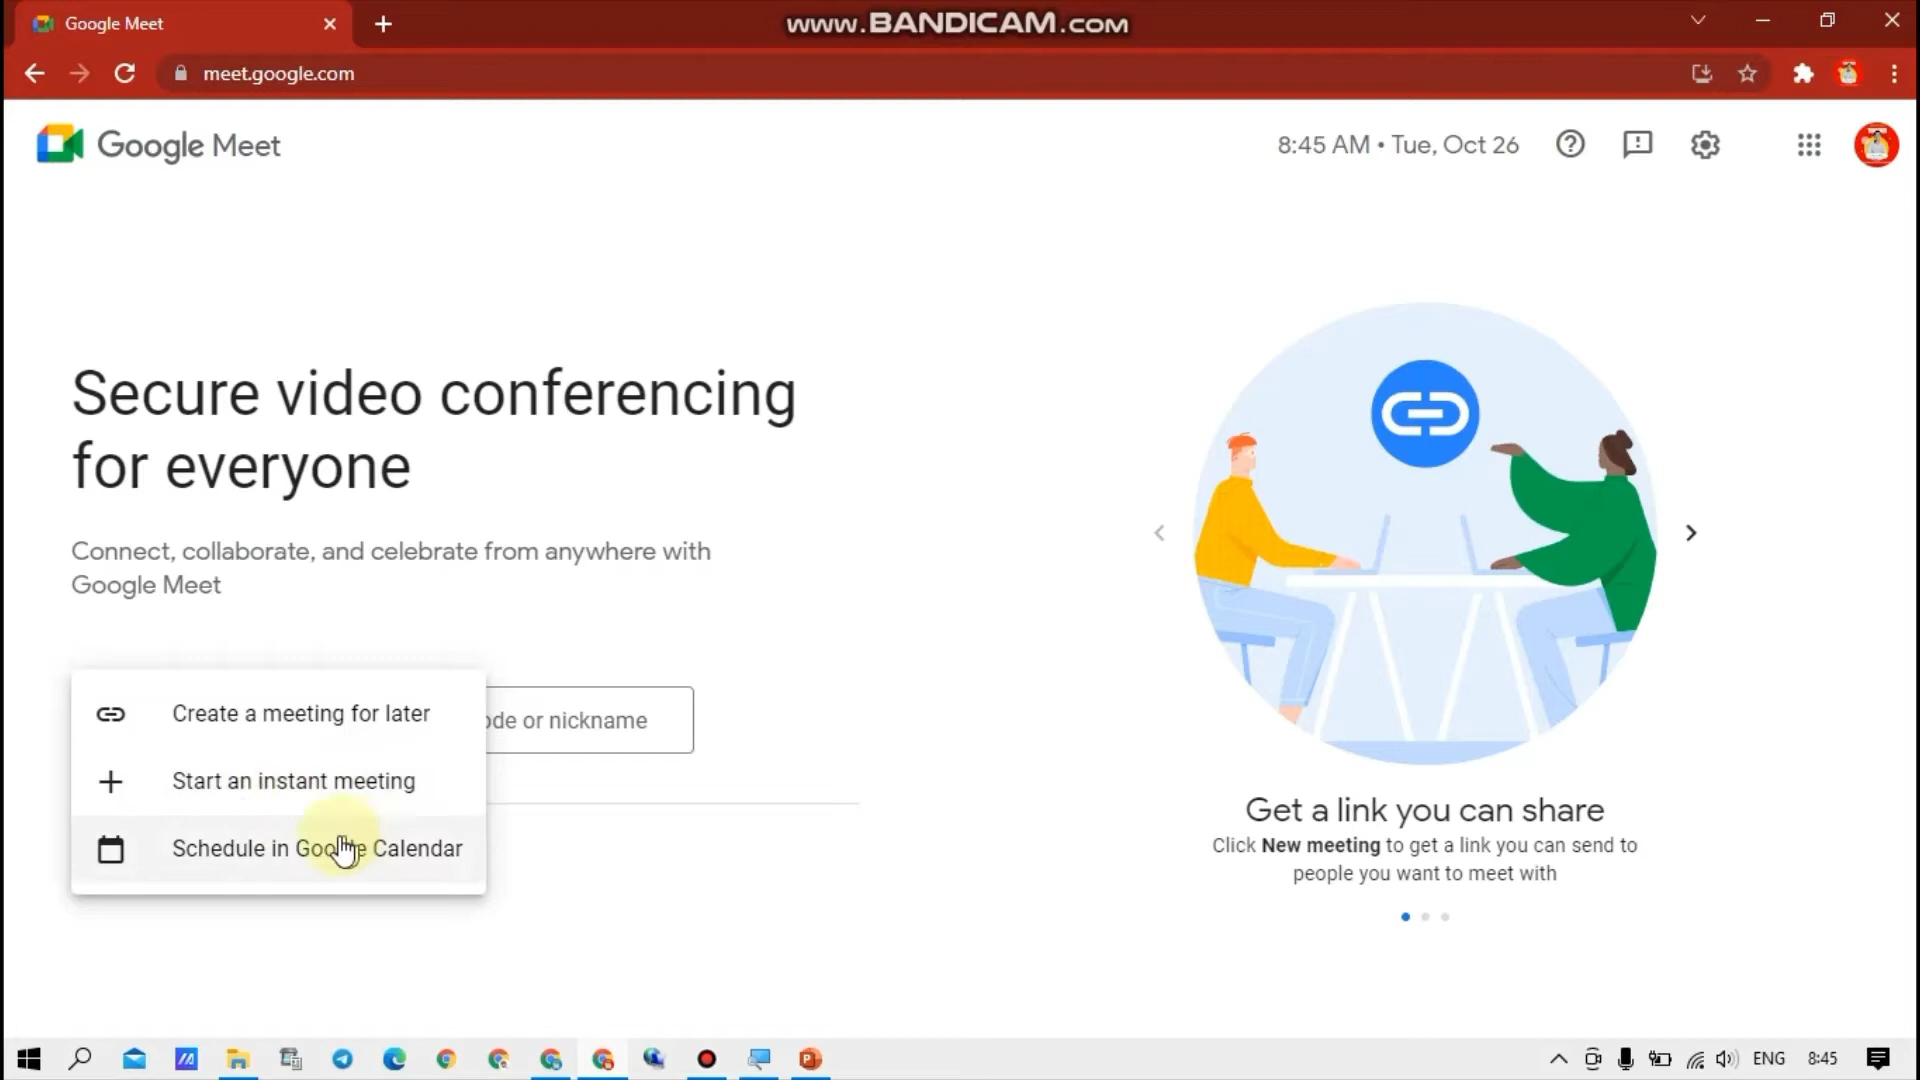 Google Meet
www.BANDICAM.com
meet.google.com
Google Meet
8:45 AM • Tue, Oct 26
Secure video conferencing
for everyone
Connect, collaborate, and celebrate from anywhere with
Google Meet
Create a meeting for later
or nickname
Start an instant meeting
Schedule in Google Calendar
Get a link you can share
Click New meeting to get a link you can send to
people you want to meet with
ENG
8:45